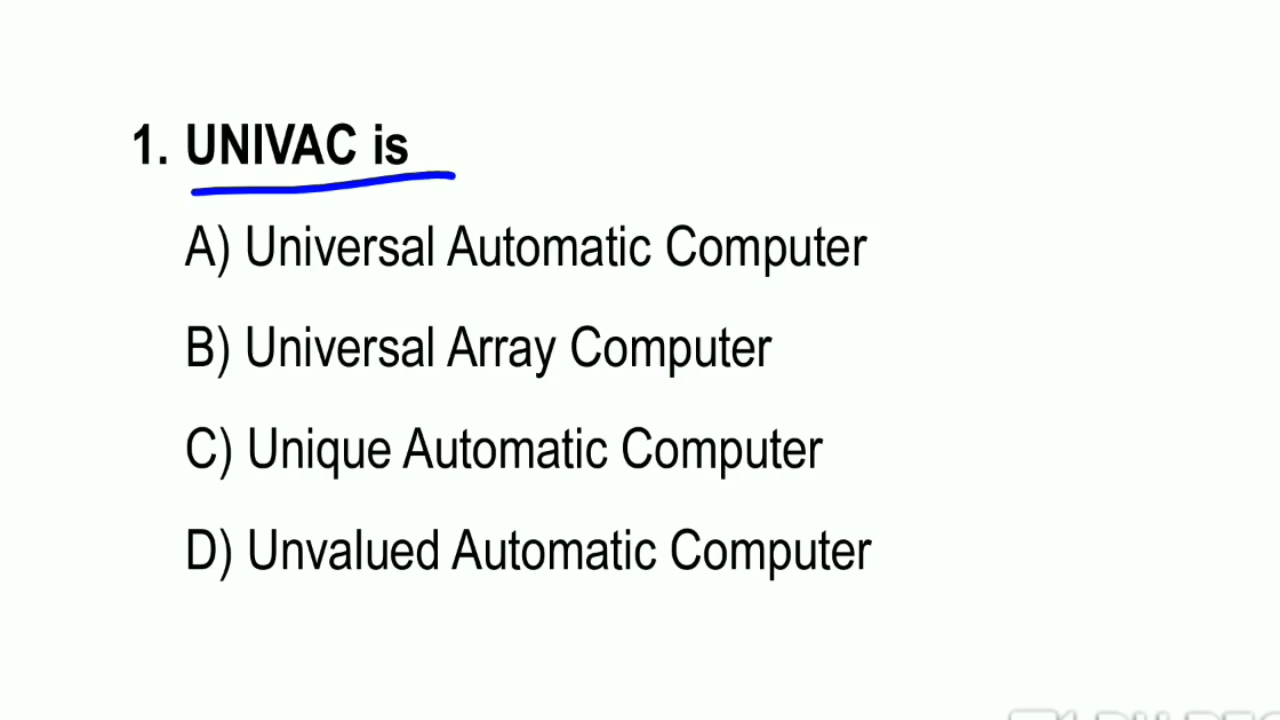 1. UNIVAC is
A) Universal Automatic Computer
B) Universal Array Computer
C) Unique Automatic Computer
D) Unvalued Automatic Computer